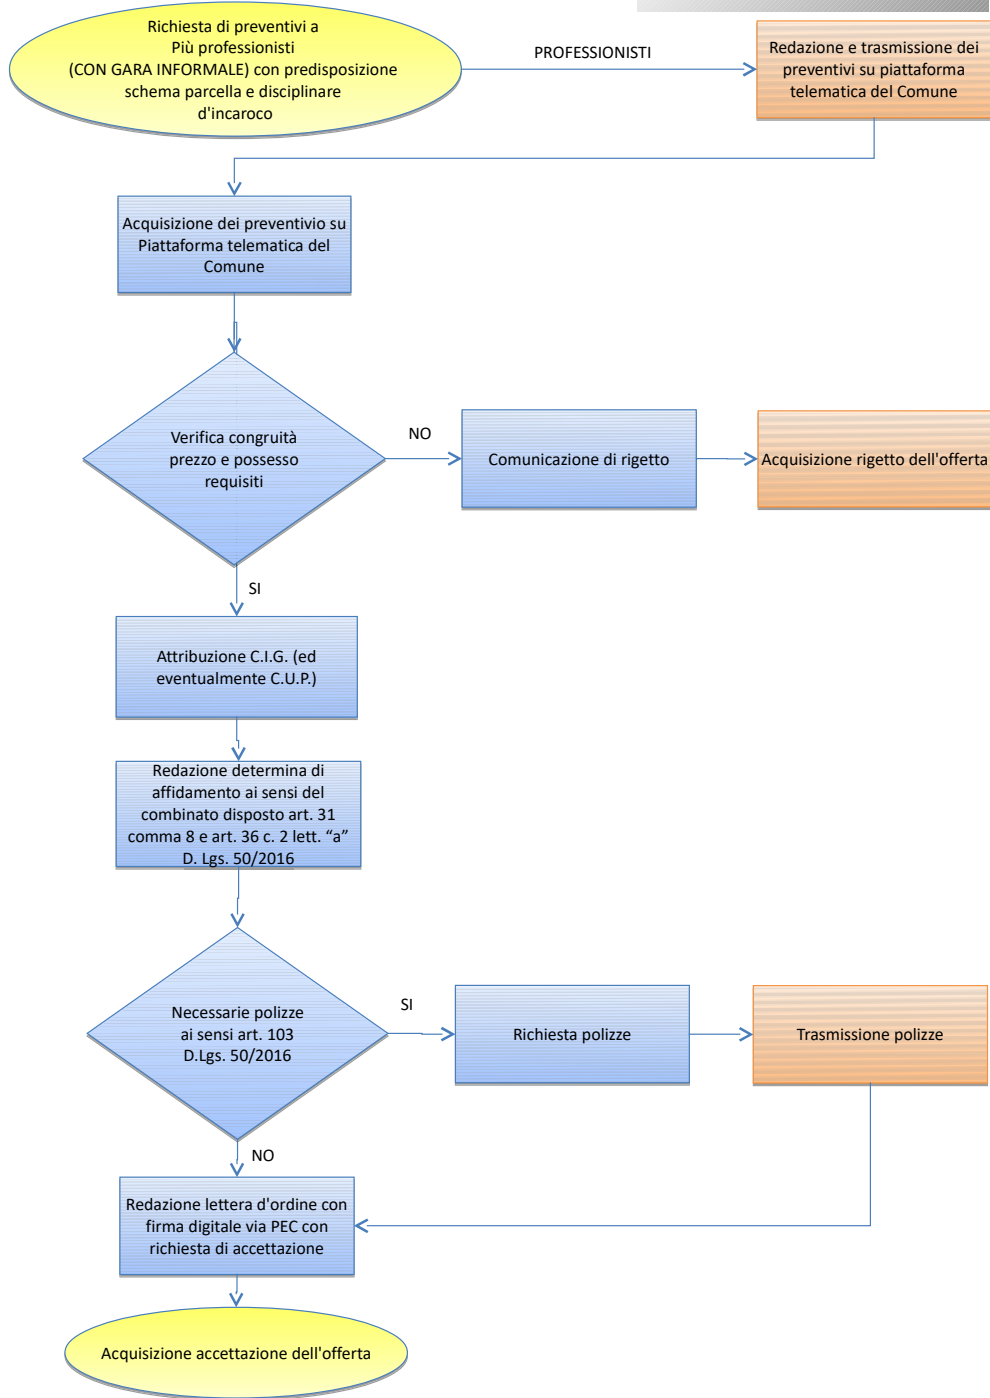 Richiesta di preventivi a
Più professionisti
(CON GARA INFORMALE) con predisposizione
schema parcella e disciplinare
d'incaroco
PROFESSIONISTI
Redazione e trasmissione dei
preventivi su piattaforma
telematica del Comune
Acquisizione dei preventivio su
Piattaforma telematica del
Comune
Verifica congruità
prezzo e possesso
requisiti
NO
Comunicazione di rigetto
Acquisizione rigetto dell'offerta
SI
Attribuzione C.I.G. (ed
eventualmente C.U.P.)
Redazione determina di
affidamento ai sensi del
combinato disposto art. 31
comma 8 e art. 36 c. 2 lett. “a”
D. Lgs. 50/2016
Necessarie polizze
ai sensi art. 103
D.Lgs. 50/2016
SI
Richiesta polizze
Trasmissione polizze
NO
Redazione lettera d'ordine con
firma digitale via PEC con
richiesta di accettazione
Acquisizione accettazione dell'offerta